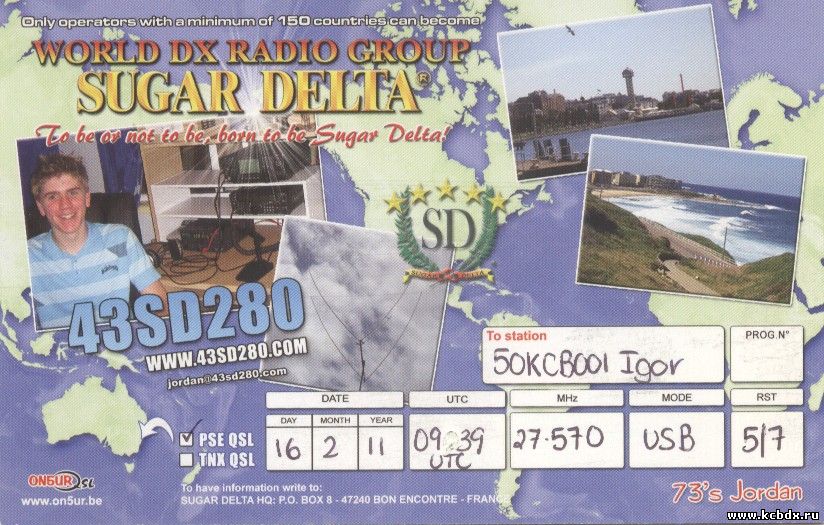 Only operators with a minimum of 150 countries can become
WORLD DX RADIO GROUP
SUGAR DELTA®
To be or not to be, born to be Sugar Delta!
SD
SUGAR DELTA
43SD280
WWW.43SD280.COM
jordan@43sd280.com
To station
50KCB001 Igor
PROG.N°
DATE
UTC
MHz
MODE
RST
DAY
MONTH
YEAR
16
2
11
09 39
UTC
27.570
USB
5/7
PSE QSL
TNX QSL
ON5UR QSL
www.on5ur.be
To have information write to:
SUGAR DELTA HQ: P.O. BOX 8 - 47240 BON ENCONTRE - FRANCE
73's Jordan
www.kcbdx.ru